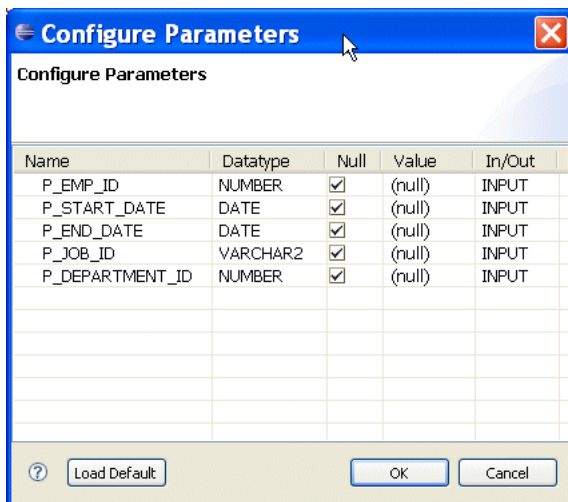 Configure Parameters
Configure Parameters
Name Datatype Null Value In/Out
P_EMP_ID NUMBER (null) INPUT
P_START_DATE DATE (null) INPUT
P_END_DATE DATE (null) INPUT
P_JOB_ID VARCHAR2 (null) INPUT
P_DEPARTMENT_ID NUMBER (null) INPUT
? Load Default OK Cancel